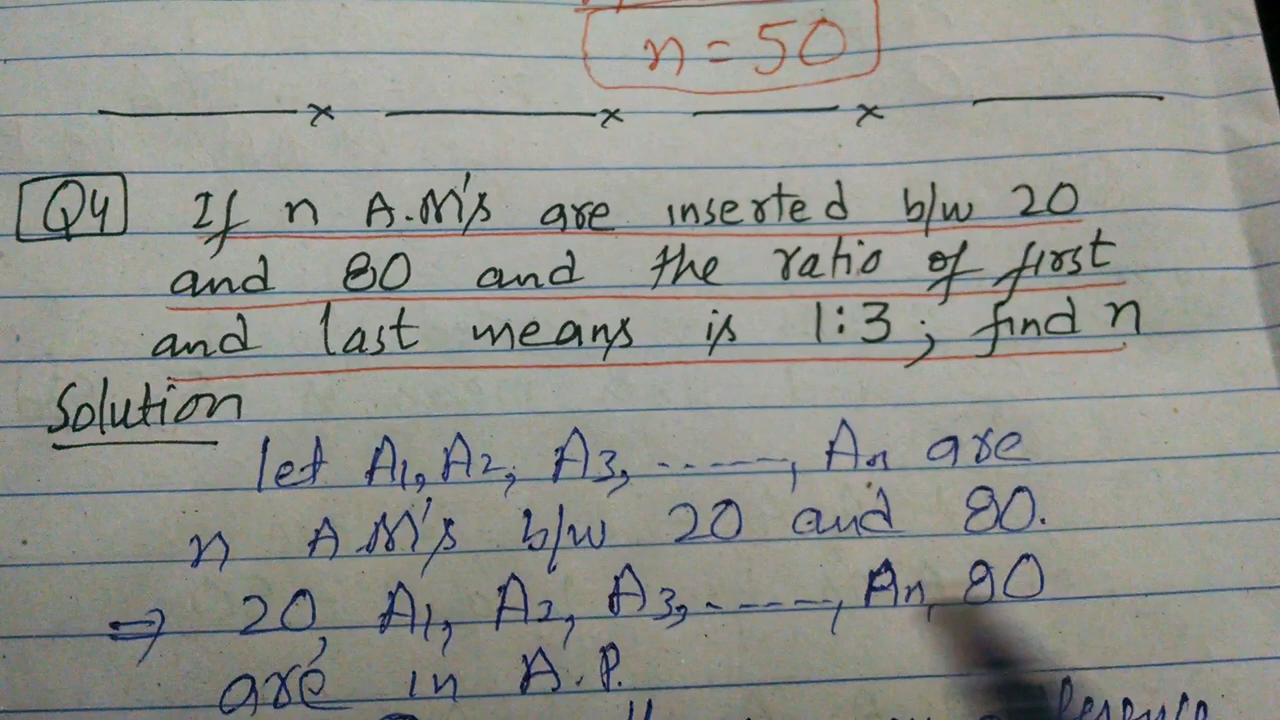 n = 50
Q4 If n A.M's are inserted b/w 20
and 80 and the ratio of first
and last means is 1:3; find n
Solution
let A1, A2, A3, ------, An are
n A.M's b/w 20 and 80.
⇒ 20, A1, A2, A3, ------, An, 80
are in A.P.